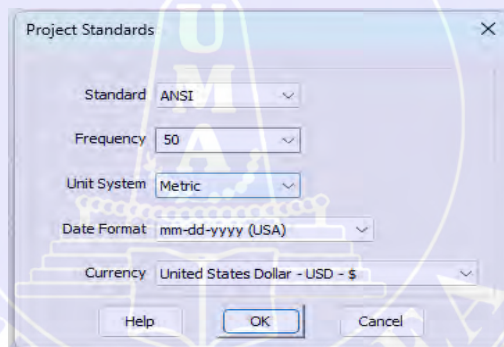 Project Standards
Standard ANSI
Frequency 50
Unit System Metric
Date Format mm-dd-yyyy (USA)
Currency United States Dollar - USD - $
Help OK Cancel
U
M
A